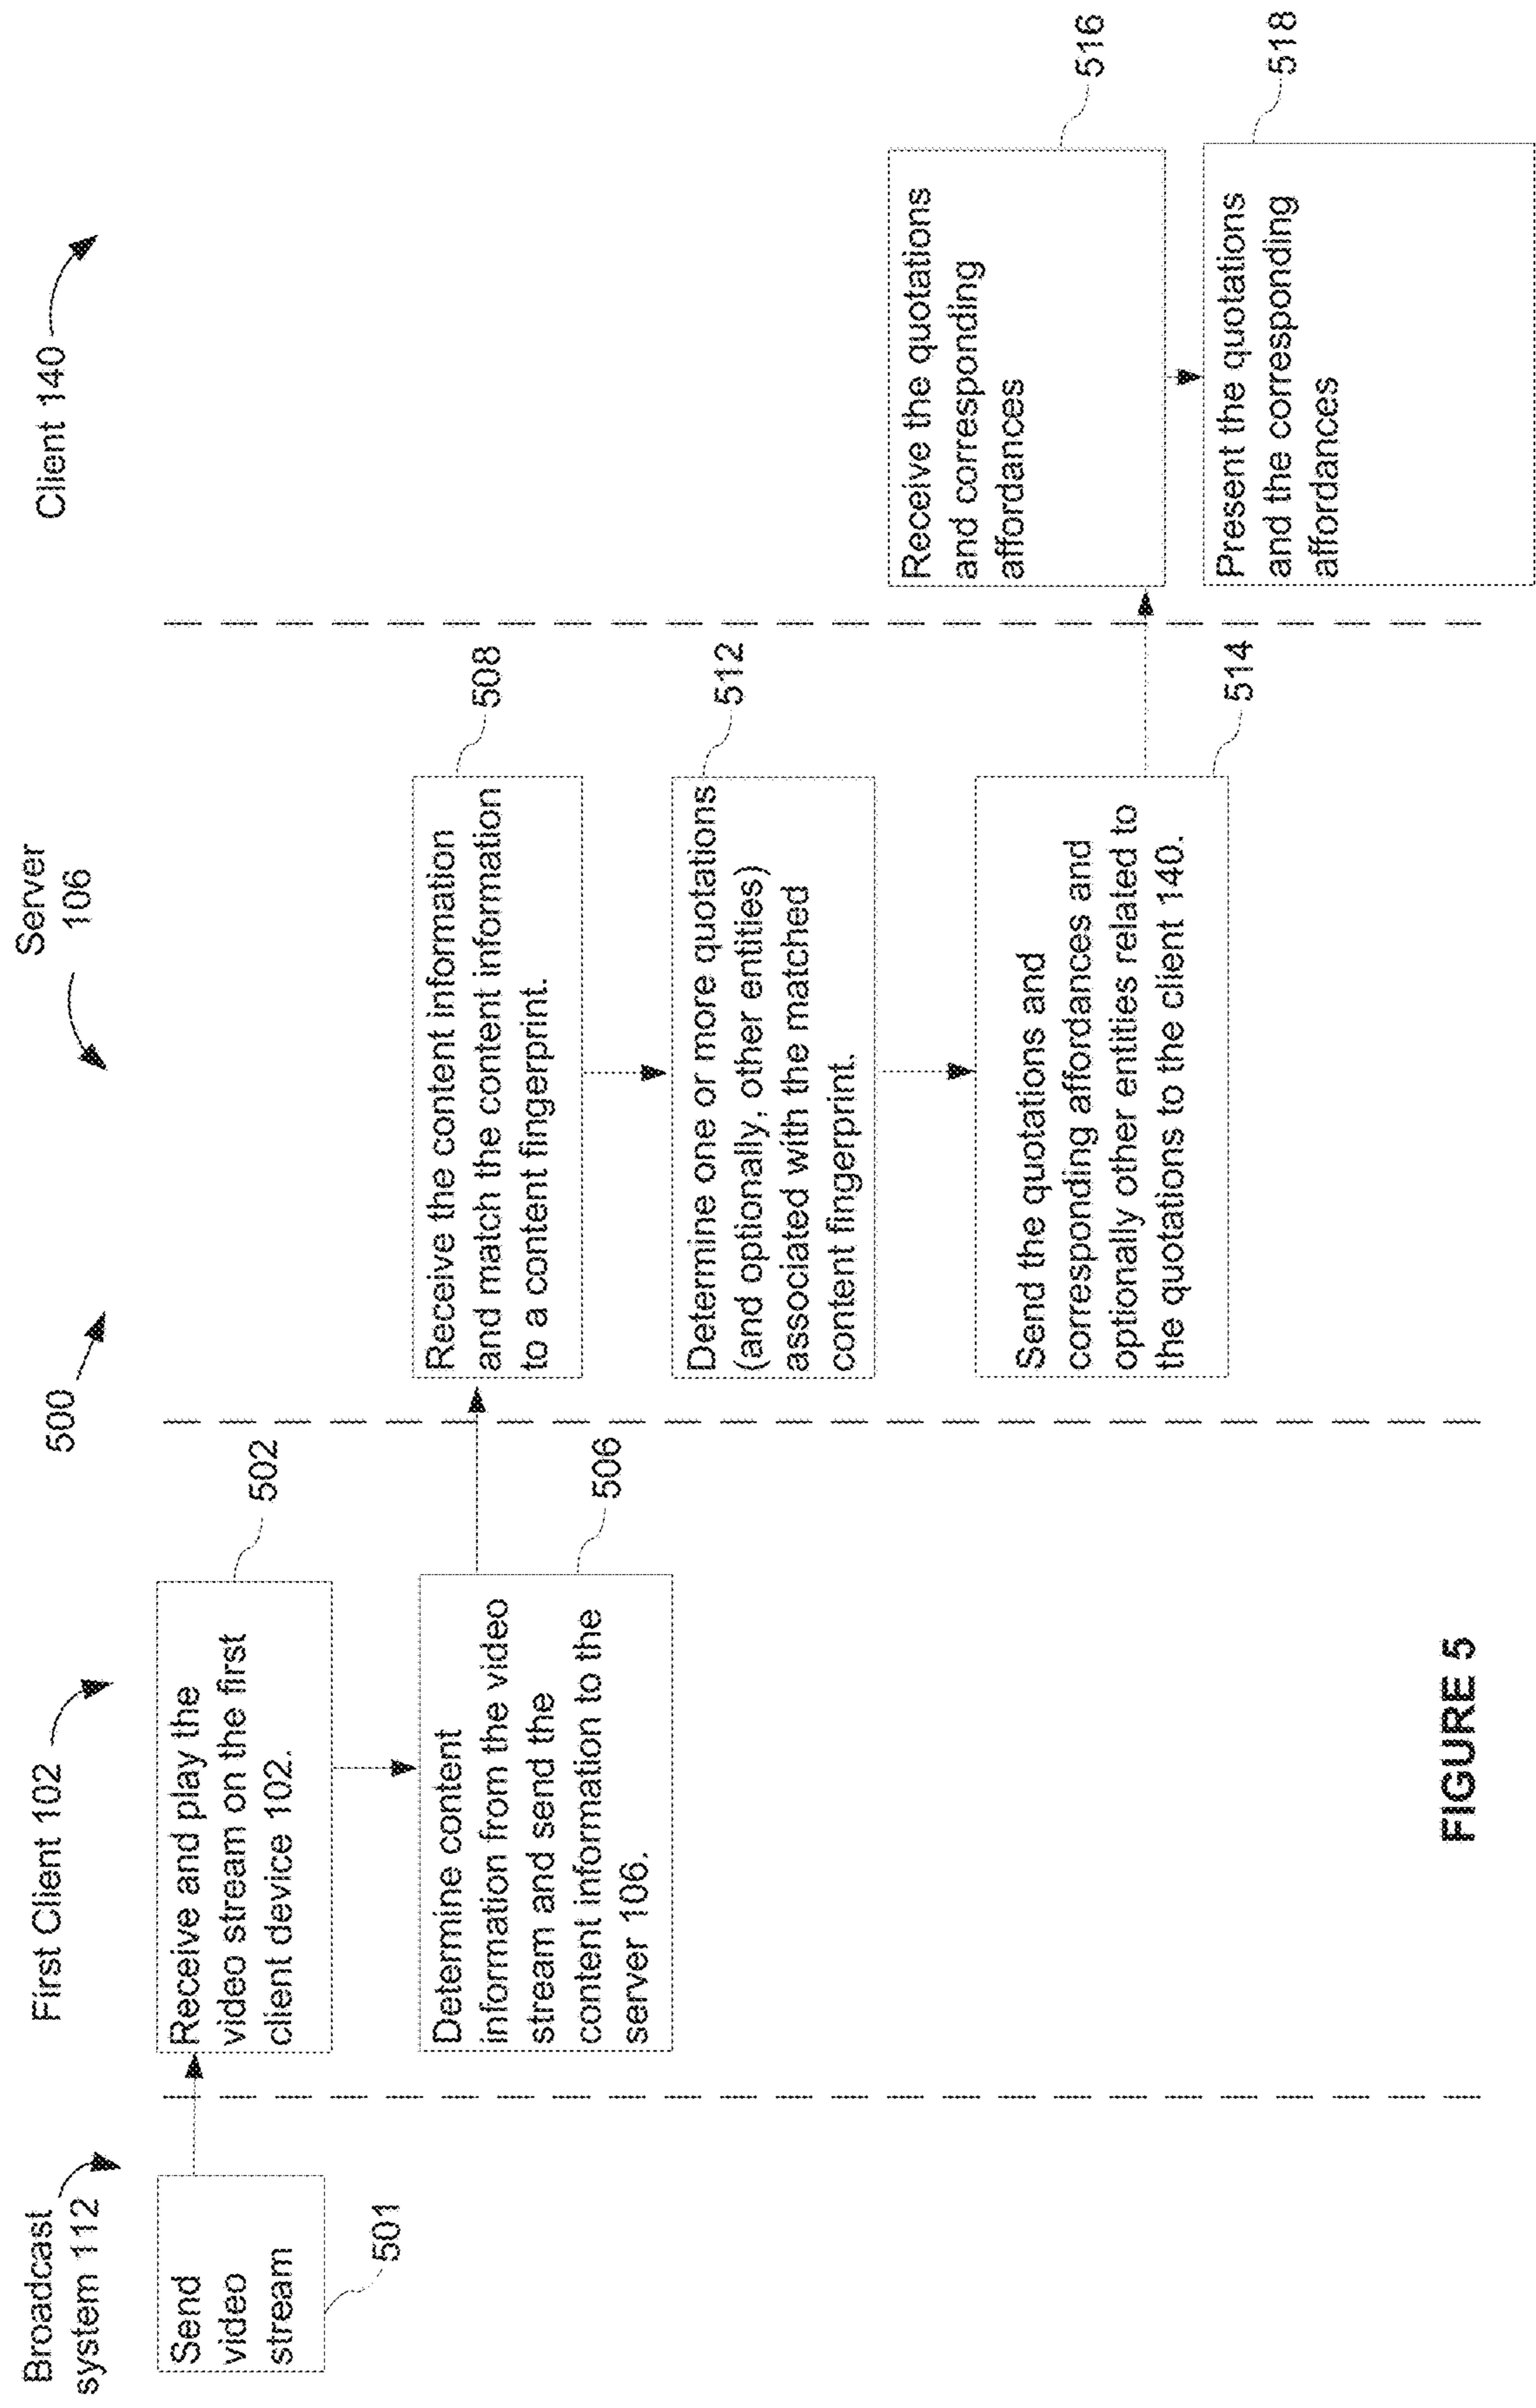 Broadcast
system 112
First Client 102
500
Server
106
Client 140
Send
video
stream
501
Receive and play the
video stream on the first
client device 102.
502
Determine content
information from the video
stream and send the
content information to the
server 106.
506
Receive the content information
and match the content information
to a content fingerprint.
508
Determine one or more quotations
(and optionally, other entities)
associated with the matched
content fingerprint.
512
Send the quotations and
corresponding affordances and
optionally other entities related to
the quotations to the client 140.
514
Receive the quotations
and corresponding
affordances
516
Present the quotations
and the corresponding
affordances
518
FIGURE 5